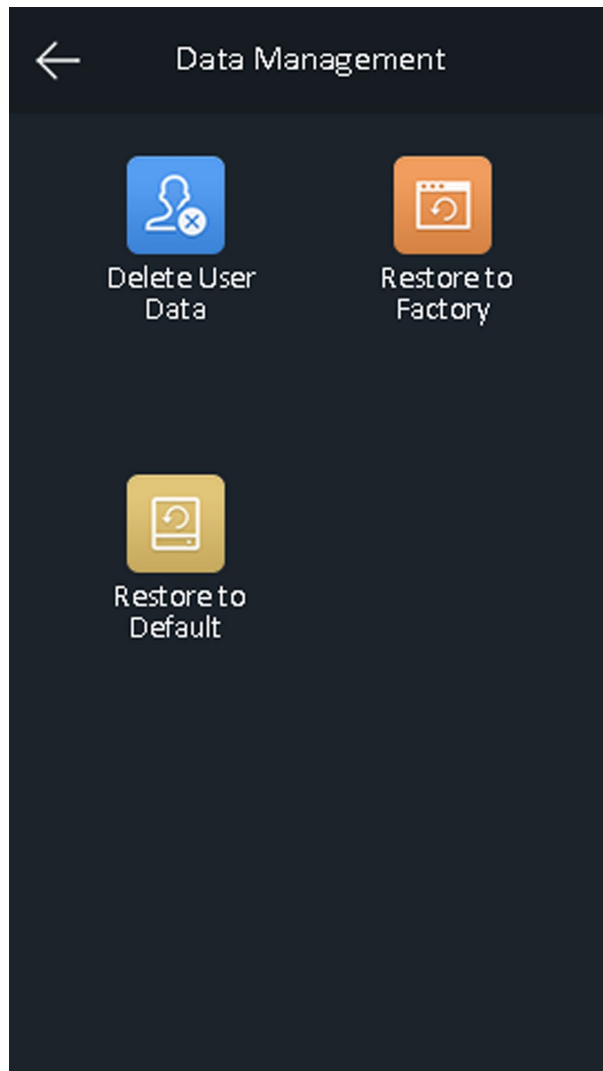 Data Management
Delete User
Data
Restore to
Factory
Restore to
Default